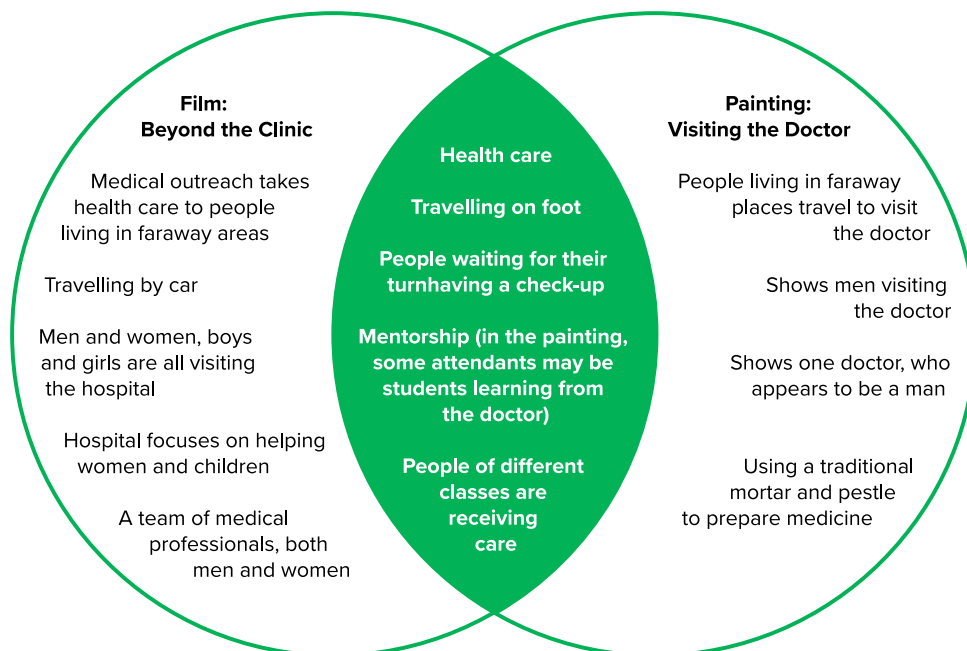 Film:
Beyond the Clinic
Medical outreach takes
health care to people
living in faraway areas
Travelling by car
Men and women, boys
and girls are all visiting
the hospital
Hospital focuses on helping
women and children
A team of medical
professionals, both
men and women
Health care
Travelling on foot
People waiting for their
turnhaving a check-up
Mentorship (in the painting,
some attendants may be
students learning from
the doctor)
People of different
classes are
receiving
care
Painting:
Visiting the Doctor
People living in faraway
places travel to visit
the doctor
Shows men visiting
the doctor
Shows one doctor, who
appears to be a man
Using a traditional
mortar and pestle
to prepare medicine